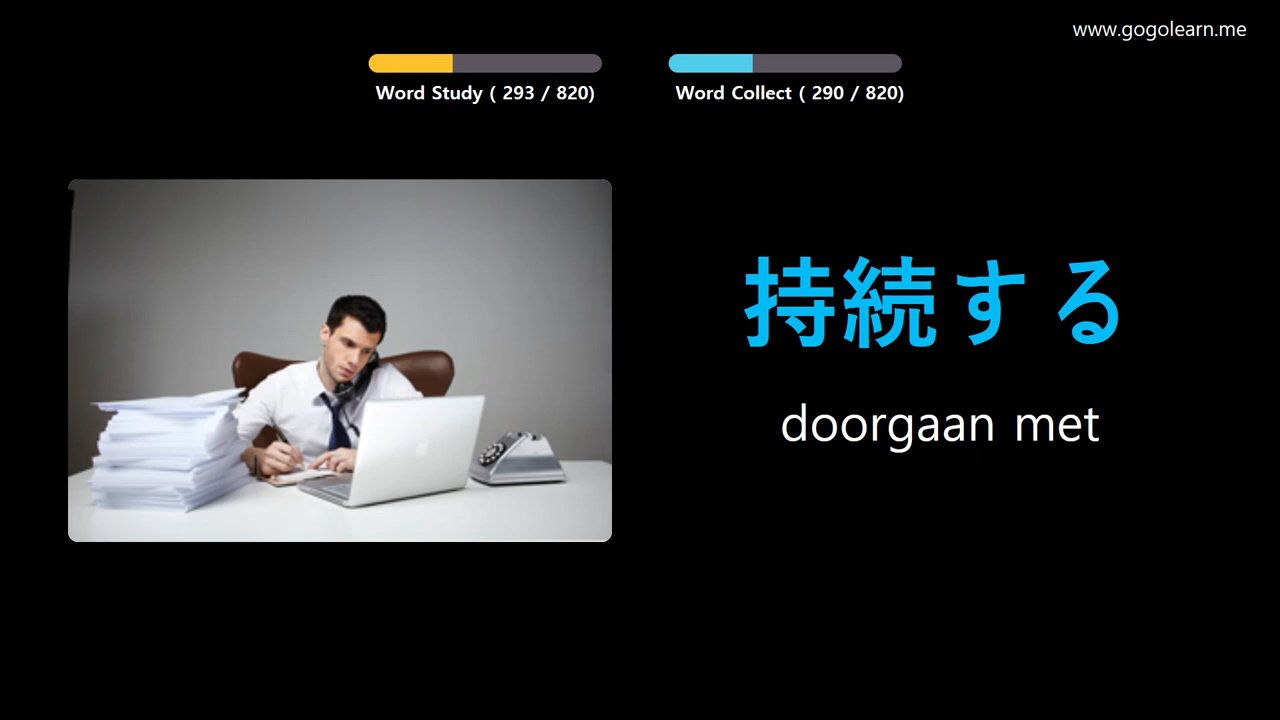 www.gogolearn.me
Word Study ( 293 / 820)
Word Collect ( 290 / 820)
持続する
doorgaan met